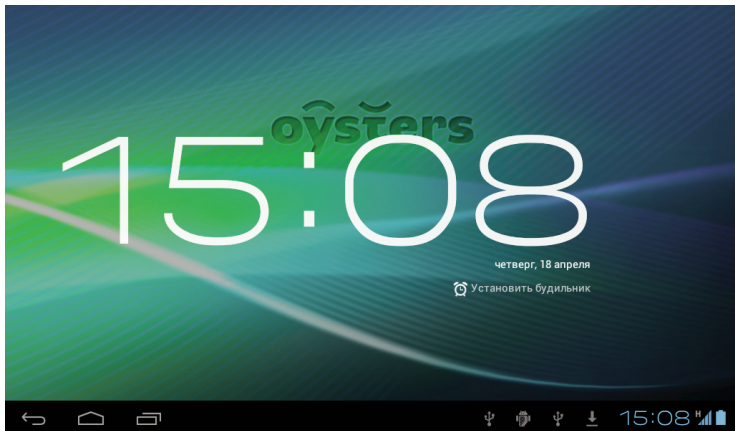 oysters
15:08
четверг, 18 апреля
Установить будильник
15:08 H